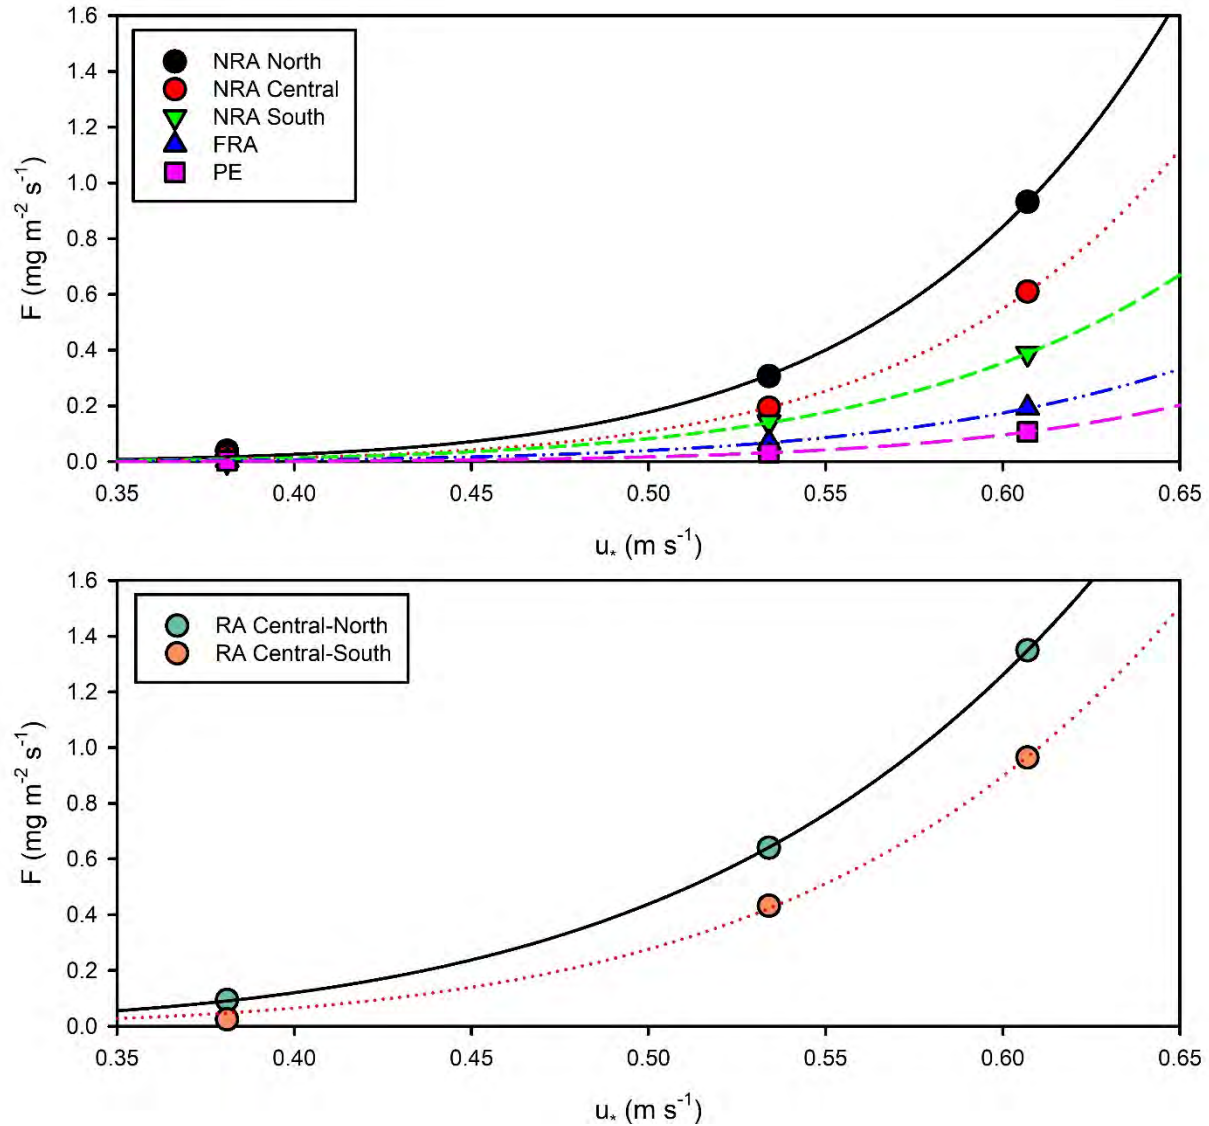 1.6
1.4
1.2
1.0
0.8
0.6
0.4
0.2
0.0
F (mg m⁻² s⁻¹)
NRA North
NRA Central
NRA South
FRA
PE
0.35 0.40 0.45 0.50 0.55 0.60 0.65
u* (m s⁻¹)
1.6
1.4
1.2
1.0
0.8
0.6
0.4
0.2
0.0
F (mg m⁻² s⁻¹)
RA Central-North
RA Central-South
0.35 0.40 0.45 0.50 0.55 0.60 0.65
u* (m s⁻¹)